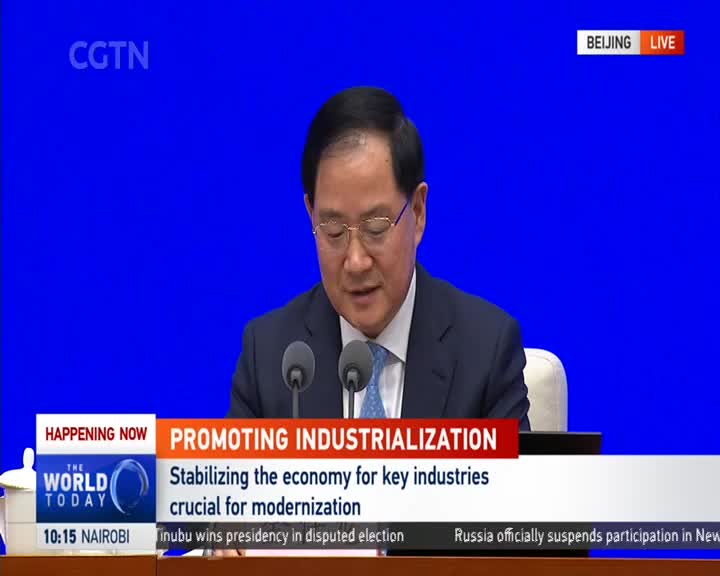 CGTN
BEIJING LIVE
HAPPENING NOW
PROMOTING INDUSTRIALIZATION
THE
WORLD
TODAY
Stabilizing the economy for key industries
crucial for modernization
10:15 NAIROBI
Tinubu wins presidency in disputed election Russia officially suspends participation in New